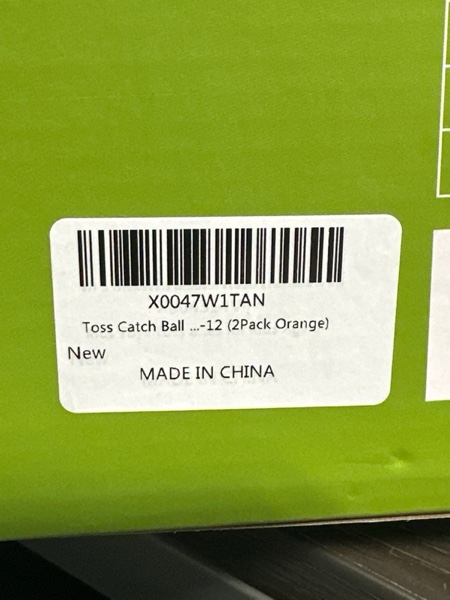 X0047W1TAN
Toss Catch Ball ...-12 (2Pack Orange)
New
MADE IN CHINA